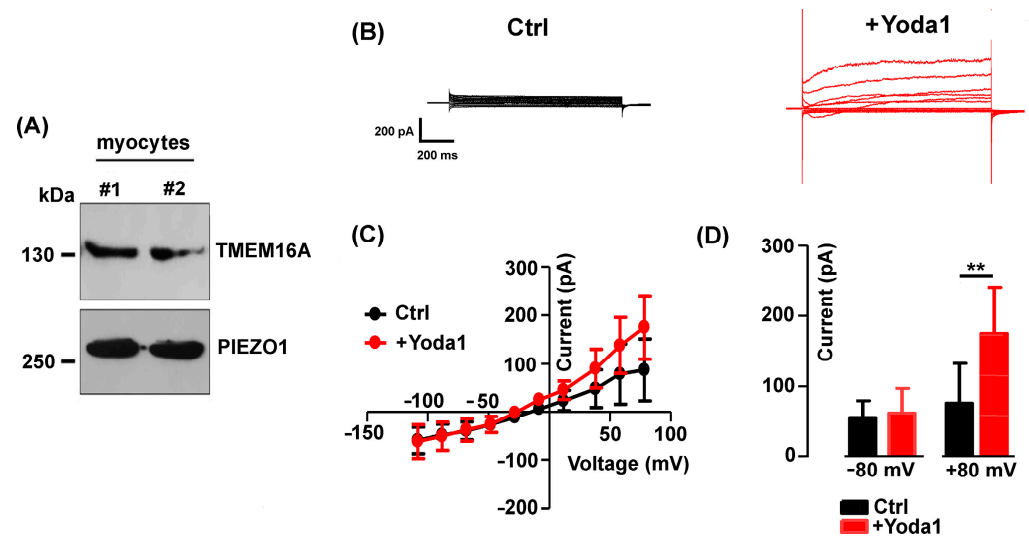 (A)
myocytes
kDa #1 #2
130 TMEM16A
250 PIEZO1
(B)
Ctrl
+Yoda1
200 pA
200 ms
(C)
Ctrl
+Yoda1
Current (pA)
300
200
100
−100
−200
−150
−100
−50
50
100
Voltage (mV)
(D)
Current (pA)
300
200
100
0
**
−80 mV
+80 mV
Ctrl
+Yoda1